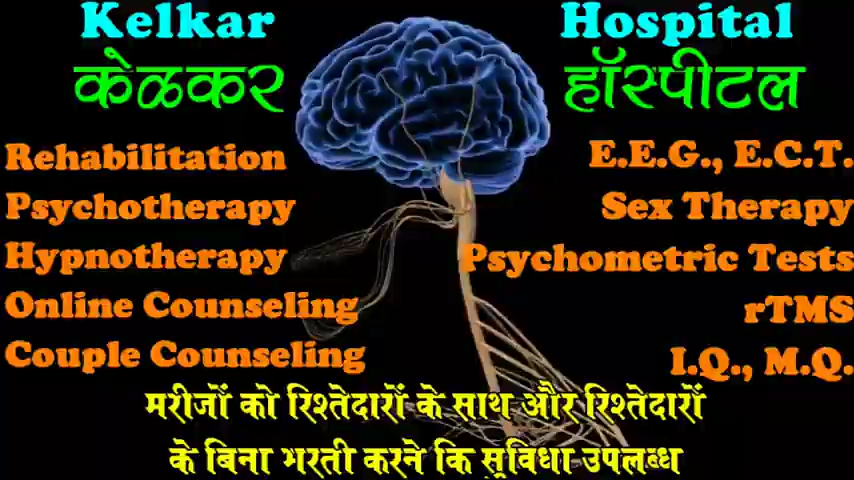 Kelkar Hospital
केळकर हॉस्पीटल
Rehabilitation
Psychotherapy
Hypnotherapy
Online Counseling
Couple Counseling
E.E.G., E.C.T.
Sex Therapy
Psychometric Tests
rTMS
I.Q., M.Q.
मरीजों को रिश्तेदारों के साथ और रिश्तेदारों
के बिना भरती करने कि सुविधा उपलब्ध